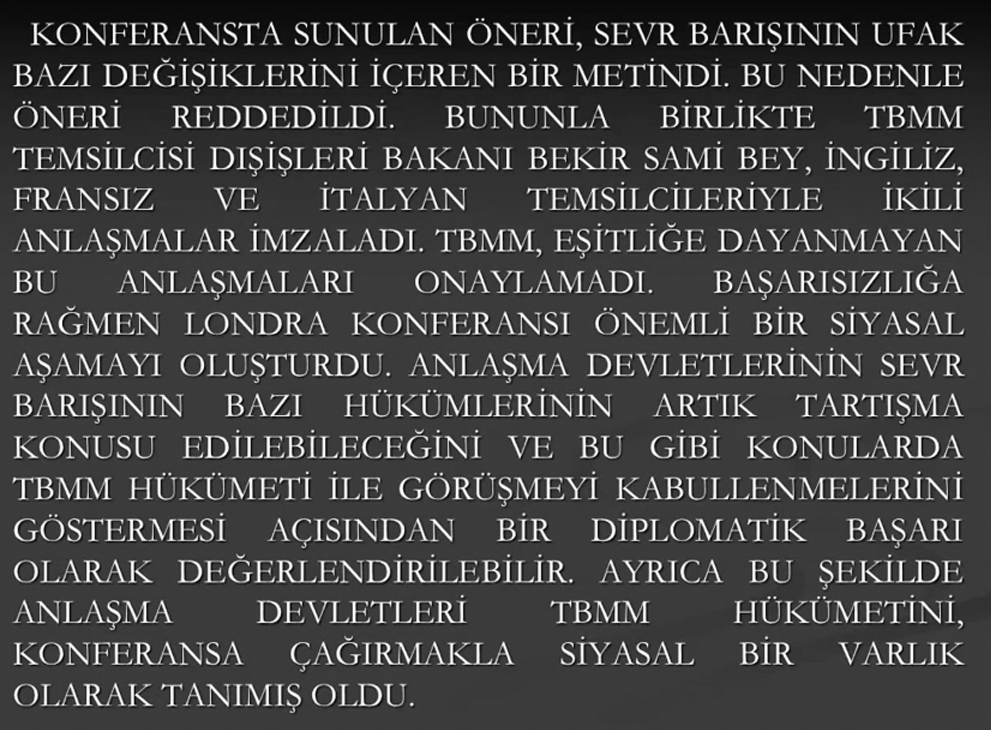 KONFERANSTA SUNULAN ÖNERİ, SEVR BARIŞININ UFAK
BAZI DEĞİŞİKLERİNİ İÇEREN BİR METİNDİ. BU NEDENLE
ÖNERİ REDDEDİLDİ. BUNUNLA BİRLİKTE TBMM
TEMSİLCİSİ DIŞİŞLERİ BAKANI BEKİR SAMİ BEY, İNGİLİZ,
FRANSIZ VE İTALYAN TEMSİLCİLERİYLE İKİLİ
ANLAŞMALAR İMZALADI. TBMM, EŞİTLİĞE DAYANMAYAN
BU ANLAŞMALARI ONAYLAMADI. BAŞARISIZLIĞA
RAĞMEN LONDRA KONFERANSI ÖNEMLİ BİR SİYASAL
AŞAMAYI OLUŞTURDU. ANLAŞMA DEVLETLERİNİN SEVR
BARIŞININ BAZI HÜKÜMLERİNİN ARTIK TARTIŞMA
KONUSU EDİLEBİLECEĞİNİ VE BU GİBİ KONULARDA
TBMM HÜKÜMETİ İLE GÖRÜŞMEYİ KABULLENMELERİNİ
GÖSTERMESİ AÇISINDAN BİR DİPLOMATİK BAŞARI
OLARAK DEĞERLENDİRİLEBİLİR. AYRICA BU ŞEKİLDE
ANLAŞMA DEVLETLERİ TBMM HÜKÜMETİNİ,
KONFERANSA ÇAĞIRMAKLA SİYASAL BİR VARLIK
OLARAK TANIMIŞ OLDU.